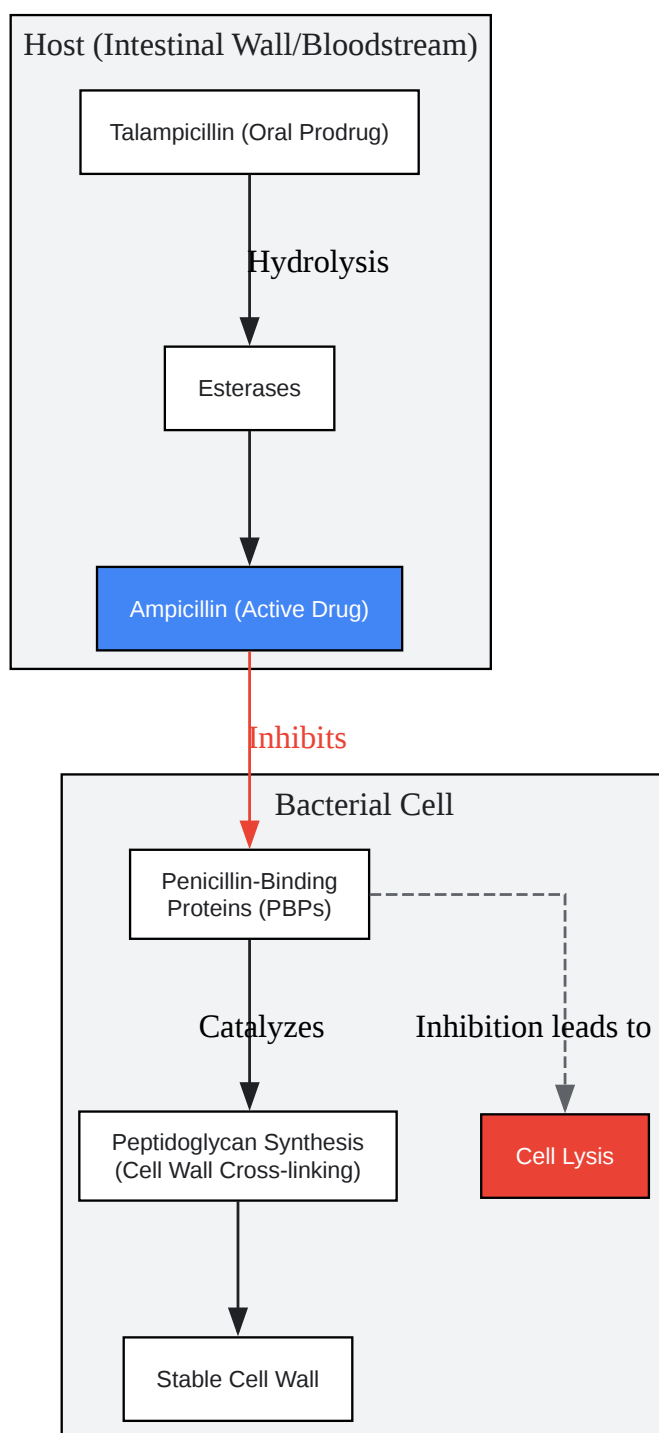 Host (Intestinal Wall/Bloodstream)
Talampicillin (Oral Prodrug)
Hydrolysis
Esterases
Ampicillin (Active Drug)
Inhibits
Bacterial Cell
Penicillin-Binding
Proteins (PBPs)
Catalyzes
Inhibition leads to
Peptidoglycan Synthesis
(Cell Wall Cross-linking)
Cell Lysis
Stable Cell Wall